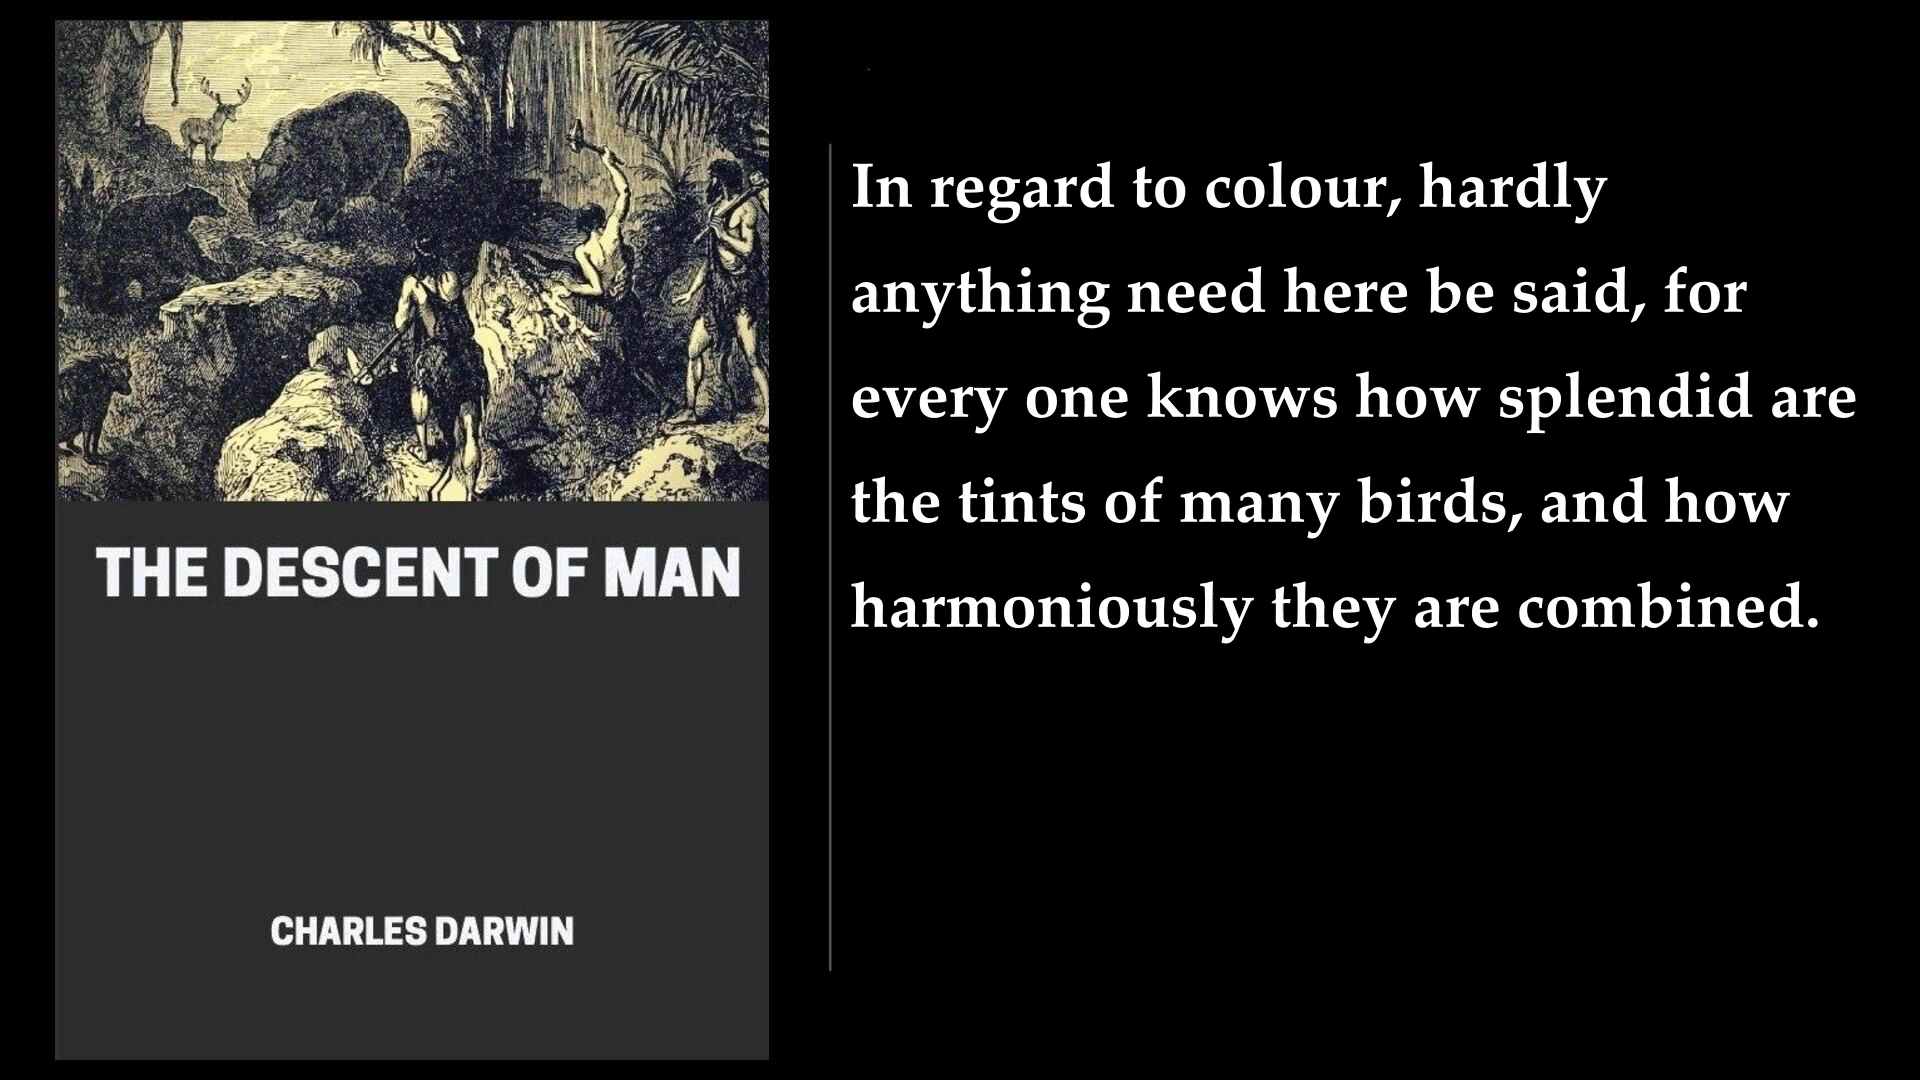 THE DESCENT OF MAN
CHARLES DARWIN
In regard to colour, hardly
anything need here be said, for
every one knows how splendid are
the tints of many birds, and how
harmoniously they are combined.